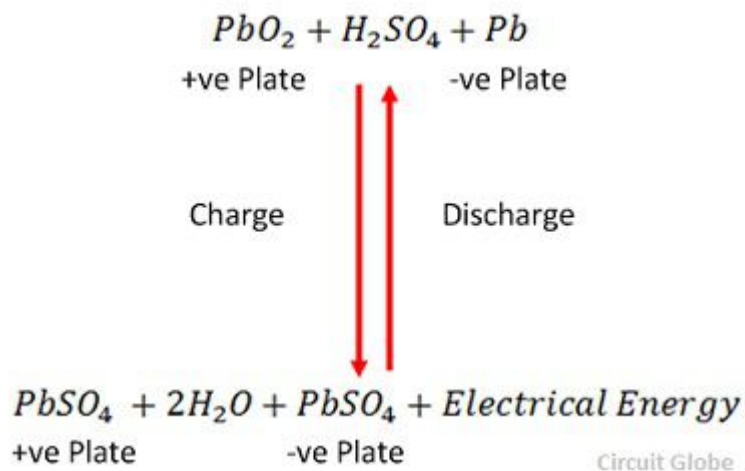 PbO₂ + H₂SO₄ + Pb
+ve Plate -ve Plate
Charge Discharge
PbSO₄ + 2H₂O + PbSO₄ + Electrical Energy
+ve Plate -ve Plate
Circuit Globe